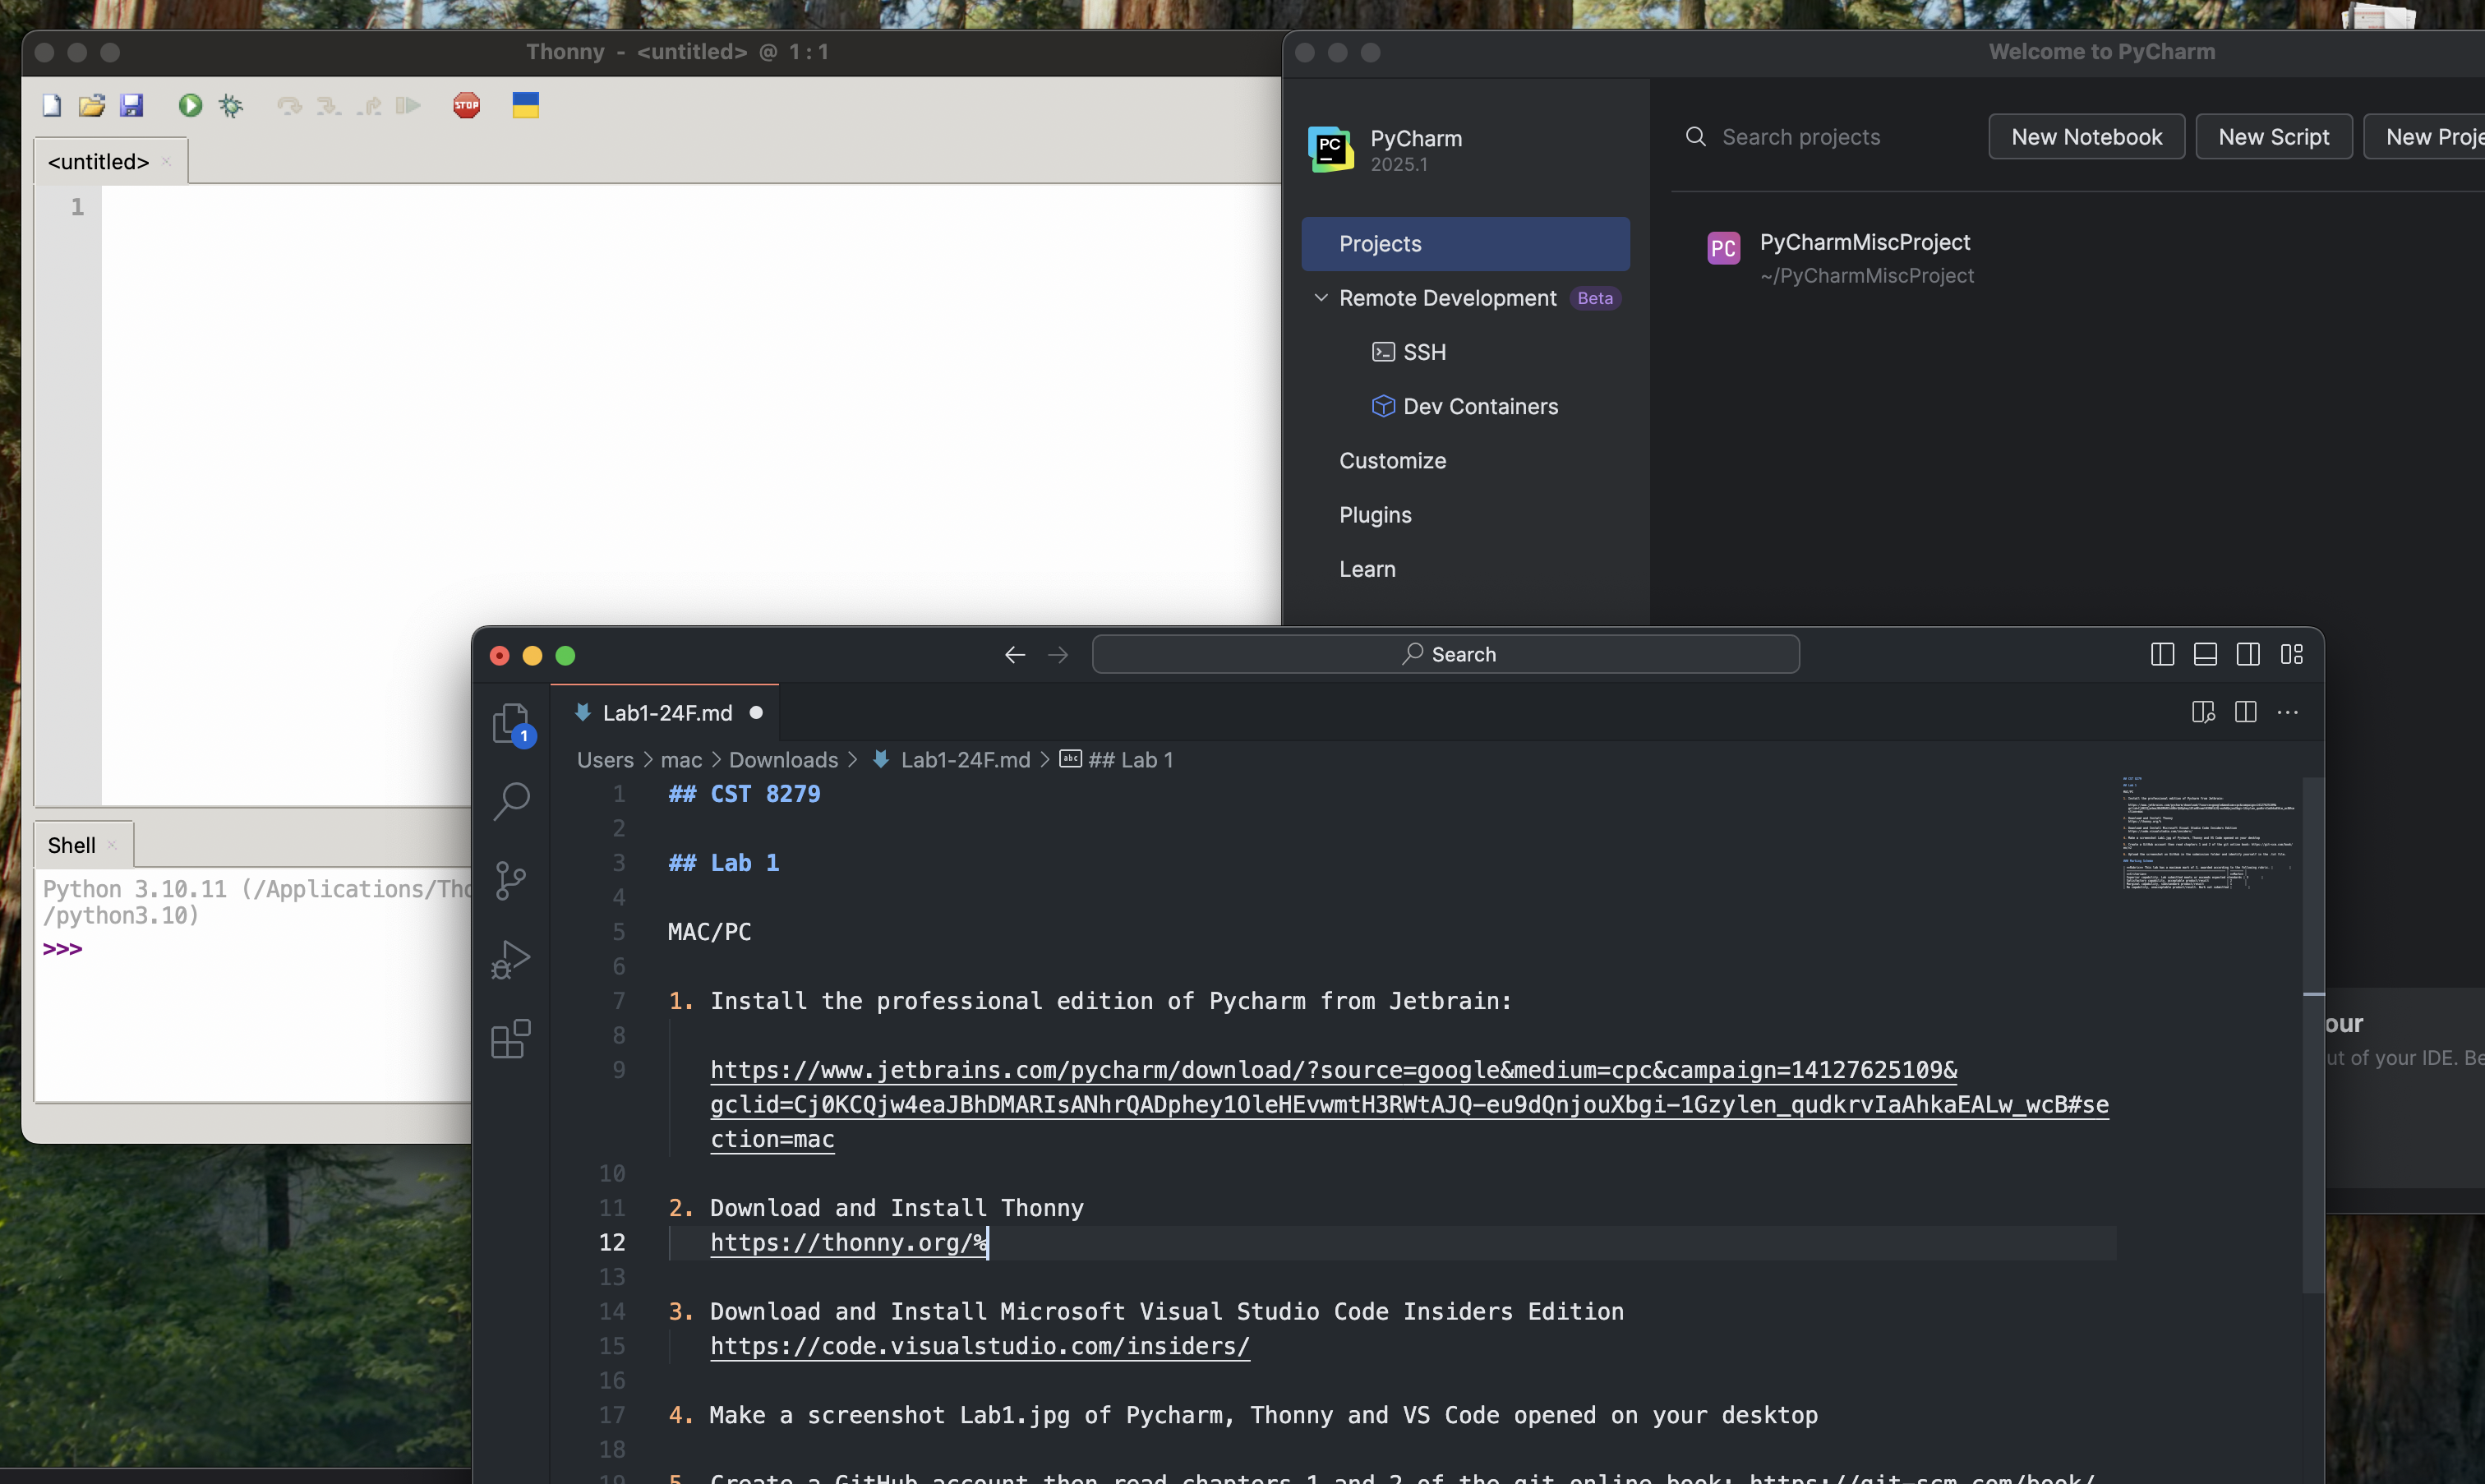 Thonny - <untitled> @ 1:1
STOP
<untitled>
1
Shell
Python 3.10.11 (/Applications/Tho
/python3.10)
>>>
Welcome to PyCharm
PC
PyCharm
2025.1
Search projects
New Notebook
New Script
New Proje
Projects
Remote Development Beta
SSH
Dev Containers
Customize
Plugins
Learn
PC
PyCharmMiscProject
~/PyCharmMiscProject
our
ut of your IDE. Be
Search
1
Lab1-24F.md
Users > mac > Downloads > Lab1-24F.md > abc ## Lab 1
1 ## CST 8279
2
3 ## Lab 1
4
5 MAC/PC
6
7 1. Install the professional edition of Pycharm from Jetbrain:
8
9 https://www.jetbrains.com/pycharm/download/?source=google&medium=cpc&campaign=14127625109&
gclid=Cj0KCQjw4eaJBhDMARIsANhrQADphey1OleHEvwmtH3RWtAJQ-eu9dQnjouXbgi-1Gzylen_qudkrvIaAhkaEALw_wcB#se
ction=mac
10
11 2. Download and Install Thonny
12 https://thonny.org/%
13
14 3. Download and Install Microsoft Visual Studio Code Insiders Edition
15 https://code.visualstudio.com/insiders/
16
17 4. Make a screenshot Lab1.jpg of Pycharm, Thonny and VS Code opened on your desktop
18
19 5. Create a GitHub account then read chapters 1 and 2 of the git online book: https://git-scm.com/book/